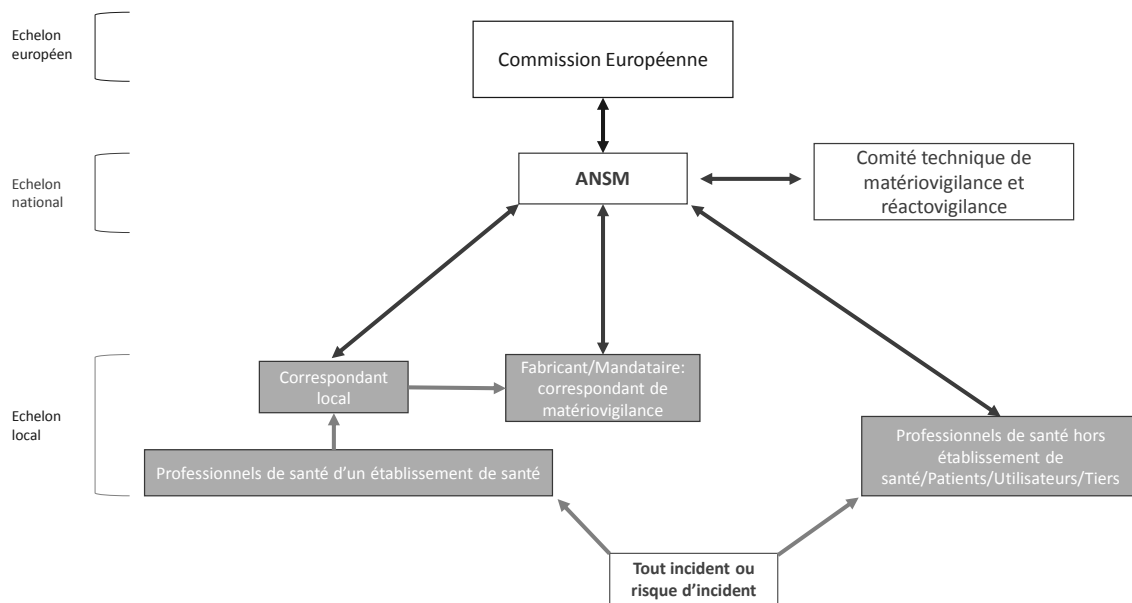 Echelon
européen
Commission Européenne
Echelon
national
ANSM
Comité technique de
matériovigilance et
réactovigilance
Echelon
local
Correspondant
local
Fabricant/Mandataire:
correspondant de
matériovigilance
Professionnels de santé d’un établissement de santé
Professionnels de santé hors
établissement de
santé/Patients/Utilisateurs/Tiers
Tout incident ou
risque d’incident